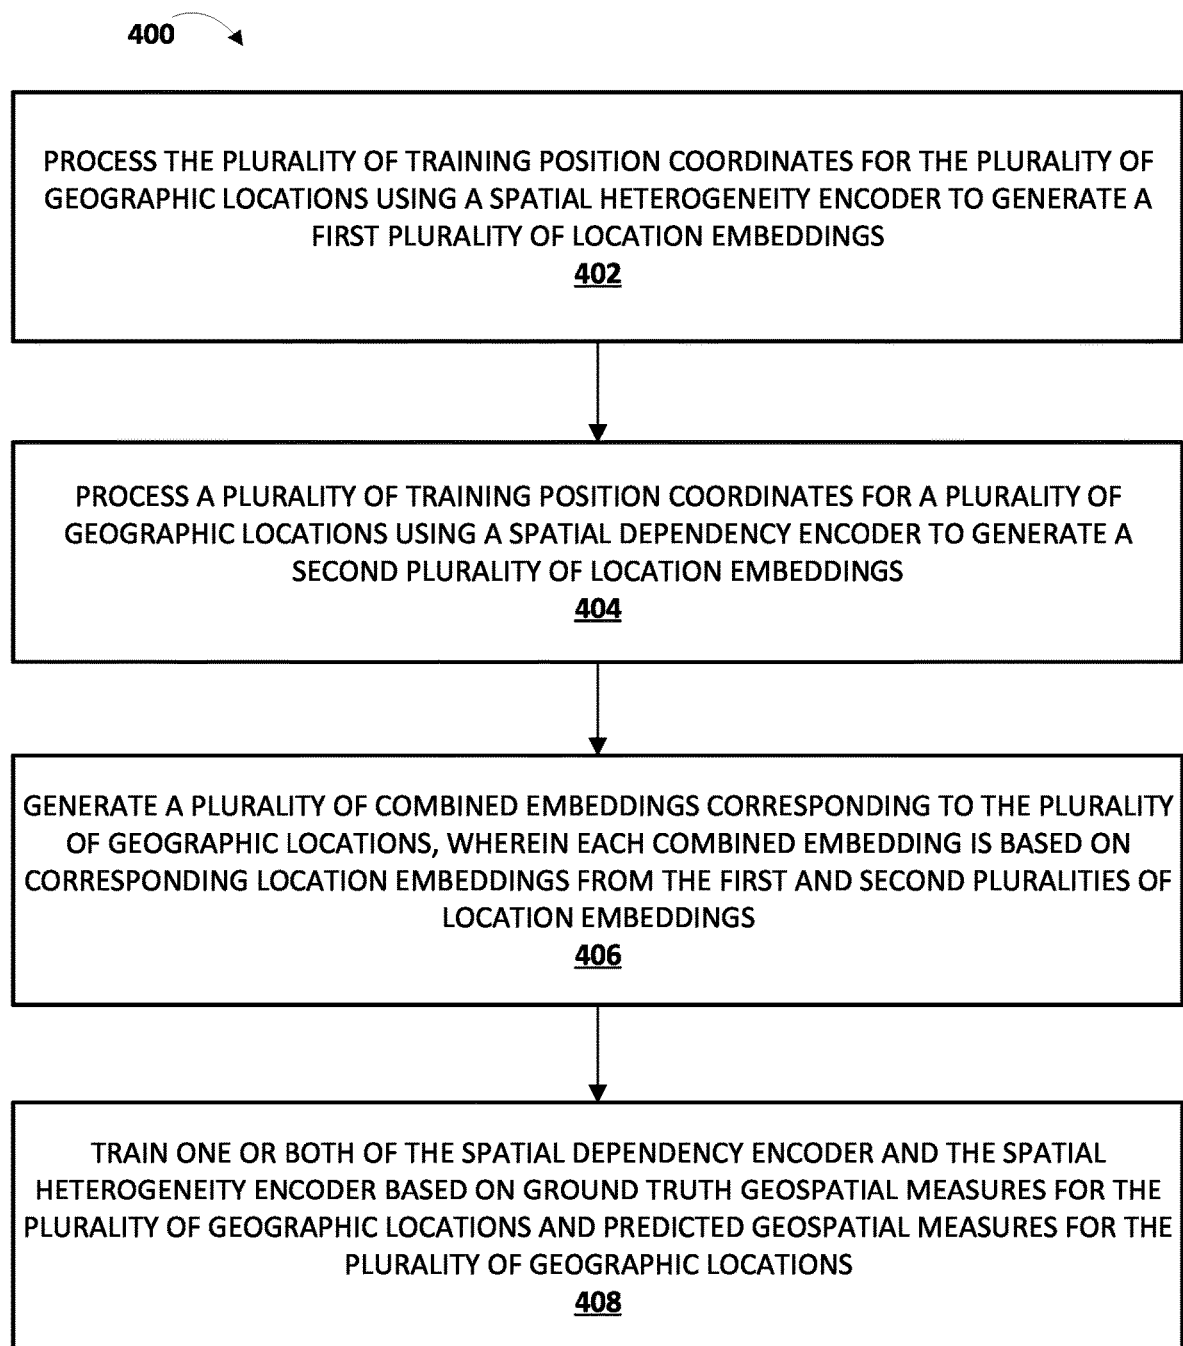 400
PROCESS THE PLURALITY OF TRAINING POSITION COORDINATES FOR THE PLURALITY OF
GEOGRAPHIC LOCATIONS USING A SPATIAL HETEROGENEITY ENCODER TO GENERATE A
FIRST PLURALITY OF LOCATION EMBEDDINGS
402
PROCESS A PLURALITY OF TRAINING POSITION COORDINATES FOR A PLURALITY OF
GEOGRAPHIC LOCATIONS USING A SPATIAL DEPENDENCY ENCODER TO GENERATE A
SECOND PLURALITY OF LOCATION EMBEDDINGS
404
GENERATE A PLURALITY OF COMBINED EMBEDDINGS CORRESPONDING TO THE PLURALITY
OF GEOGRAPHIC LOCATIONS, WHEREIN EACH COMBINED EMBEDDING IS BASED ON
CORRESPONDING LOCATION EMBEDDINGS FROM THE FIRST AND SECOND PLURALITIES OF
LOCATION EMBEDDINGS
406
TRAIN ONE OR BOTH OF THE SPATIAL DEPENDENCY ENCODER AND THE SPATIAL
HETEROGENEITY ENCODER BASED ON GROUND TRUTH GEOSPATIAL MEASURES FOR THE
PLURALITY OF GEOGRAPHIC LOCATIONS AND PREDICTED GEOSPATIAL MEASURES FOR THE
PLURALITY OF GEOGRAPHIC LOCATIONS
408